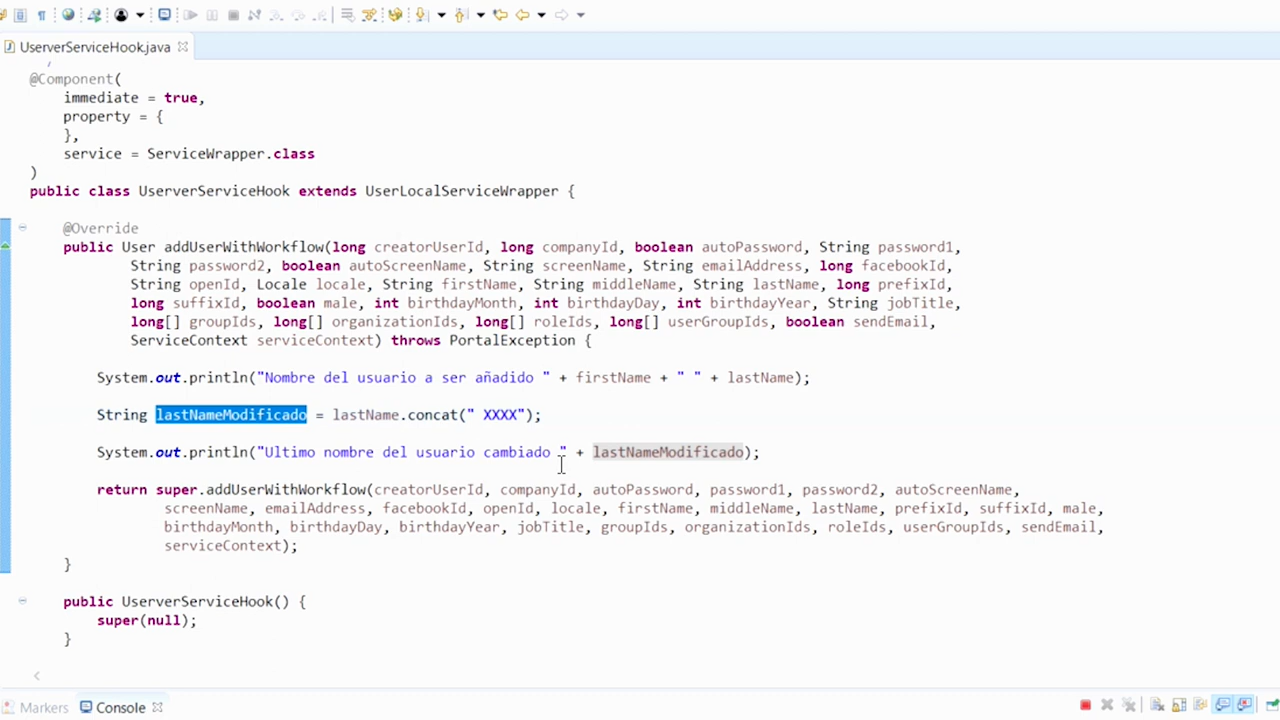 UserverServiceHook.java
@Component(
immediate = true,
property = {
},
service = ServiceWrapper.class
)
public class UserverServiceHook extends UserLocalServiceWrapper {
@Override
public User addUserWithWorkflow(long creatorUserId, long companyId, boolean autoPassword, String password1,
String password2, boolean autoScreenName, String screenName, String emailAddress, long facebookId,
String openId, Locale locale, String firstName, String middleName, String lastName, long prefixId,
long suffixId, boolean male, int birthdayMonth, int birthdayDay, int birthdayYear, String jobTitle,
long[] groupIds, long[] organizationIds, long[] roleIds, long[] userGroupIds, boolean sendEmail,
ServiceContext serviceContext) throws PortalException {
System.out.println("Nombre del usuario a ser añadido " + firstName + " " + lastName);
String lastNameModificado = lastName.concat(" XXXX");
System.out.println("Ultimo nombre del usuario cambiado " + lastNameModificado);
return super.addUserWithWorkflow(creatorUserId, companyId, autoPassword, password1, password2, autoScreenName,
screenName, emailAddress, facebookId, openId, locale, firstName, middleName, lastName, prefixId, suffixId, male,
birthdayMonth, birthdayDay, birthdayYear, jobTitle, groupIds, organizationIds, roleIds, userGroupIds, sendEmail,
serviceContext);
}
public UserverServiceHook() {
super(null);
}
Markers Console